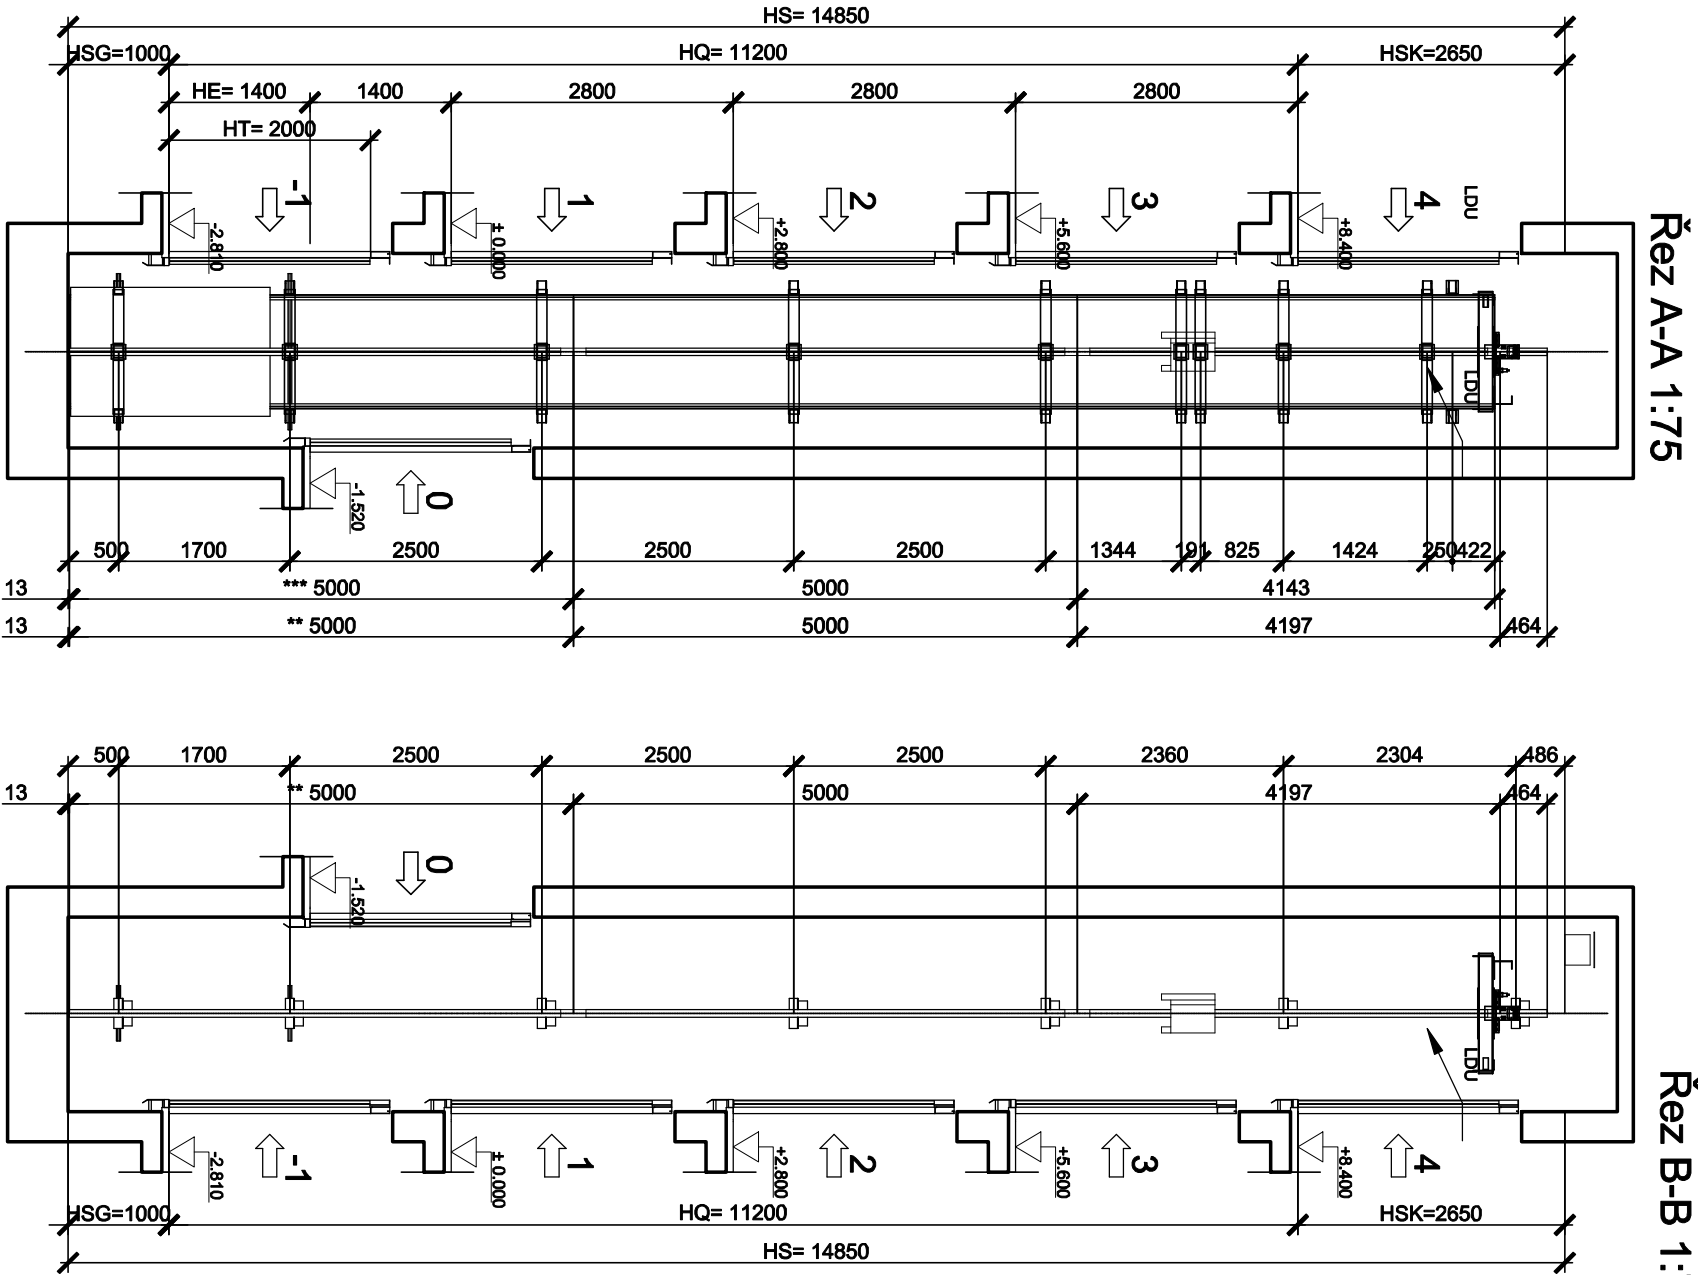 HS= 14850
HSG=1000 HQ= 11200 HSK=2650
HE= 1400 1400 2800 2800 2800
HT= 2000
-1 1 2 3 4 LDU
-2.810 ± 0.000 +2.800 +5.600 +8.400
Řez A-A 1:75
LDU
-1.520 0
500 1700 2500 2500 2500 1344 191 825 1424 250 422
13 *** 5000 5000 4143
13 ** 5000 5000 4197 464
500 1700 2500 2500 2500 2360 2304 486
13 ** 5000 5000 4197 464
0
-1.520
LDU
Řez B-B 1:
-2.810 -1 ± 0.000 1 +2.800 2 +5.600 3 +8.400 4
HSG=1000 HQ= 11200 HSK=2650
HS= 14850